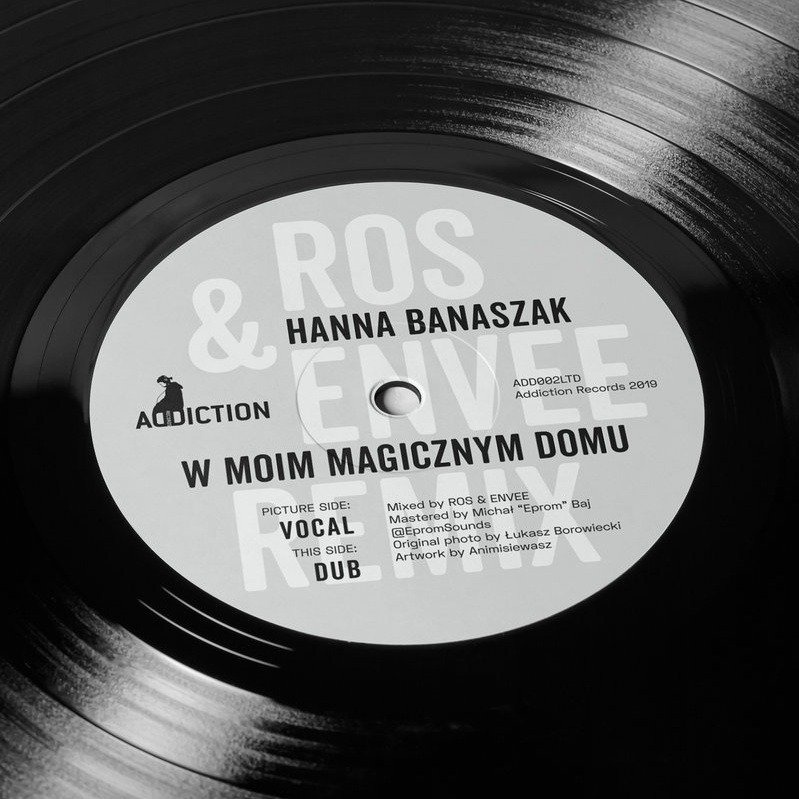 ROS
& ENVEE
REMIX
HANNA BANASZAK
ADDICTION
ADD002LTD
Addiction Records 2019
W MOIM MAGICZNYM DOMU
PICTURE SIDE:
VOCAL
THIS SIDE:
DUB
Mixed by ROS & ENVEE
Mastered by Michał “Eprom” Baj
@EpromSounds
Original photo by Łukasz Borowiecki
Artwork by Animisiewasz